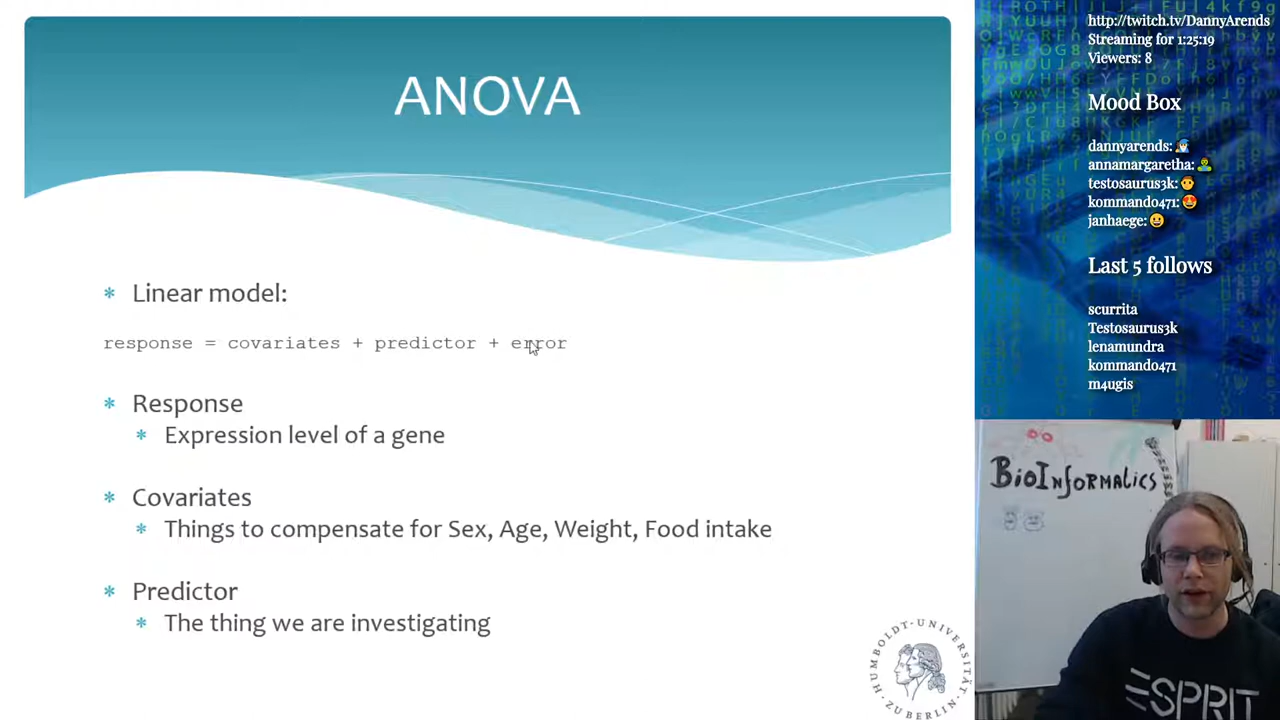 ANOVA
* Linear model:
response = covariates + predictor + error
* Response
* Expression level of a gene
* Covariates
* Things to compensate for Sex, Age, Weight, Food intake
* Predictor
* The thing we are investigating
HUMBOLDT-UNIVERSITÄT
ZU BERLIN
http://twitch.tv/DannyArends
Streaming for 1:25:19
Viewers: 8
Mood Box
dannyarends:
annamargaretha:
testosaurus3k:
kommando471:
janhaege:
Last 5 follows
scurrita
Testosaurus3k
lenamundra
kommando471
m4ugis
BioInformatics
ESPRIT